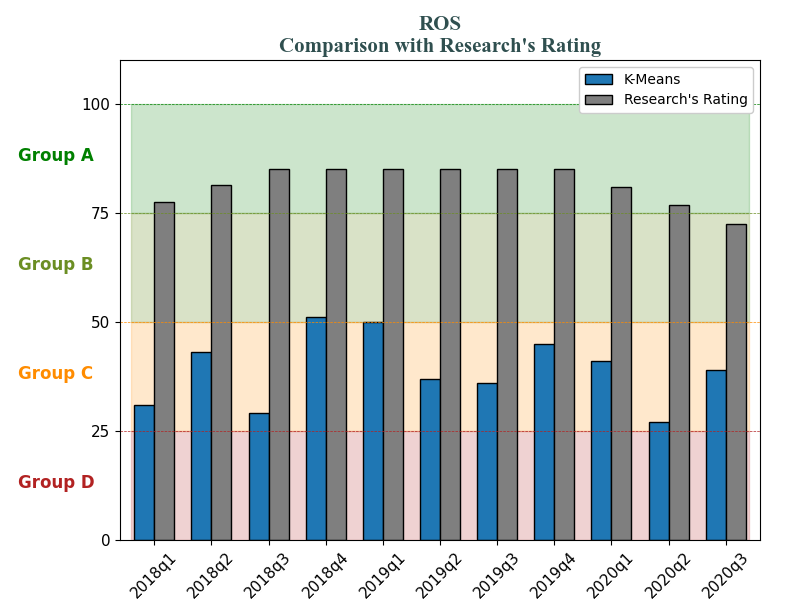 ROS
Comparison with Research's Rating
K-Means
Research's Rating
100
Group A
75
Group B
50
Group C
25
Group D
0
2018q1
2018q2
2018q3
2018q4
2019q1
2019q2
2019q3
2019q4
2020q1
2020q2
2020q3